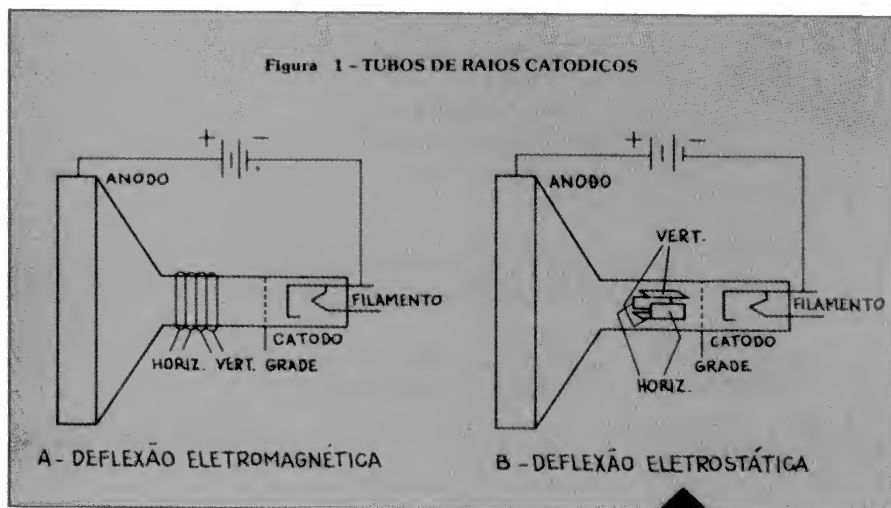 Figura 1 - TUBOS DE RAIOS CATODICOS
+ -
ANODO
FILAMENTO
CATODO
HORIZ. VERT. GRADE
A - DEFLEXÃO ELETROMAGNÉTICA
+ -
ANODO
VERT.
FILAMENTO
CATODO
GRADE
HORIZ.
B - DEFLEXÃO ELETROSTÁTICA